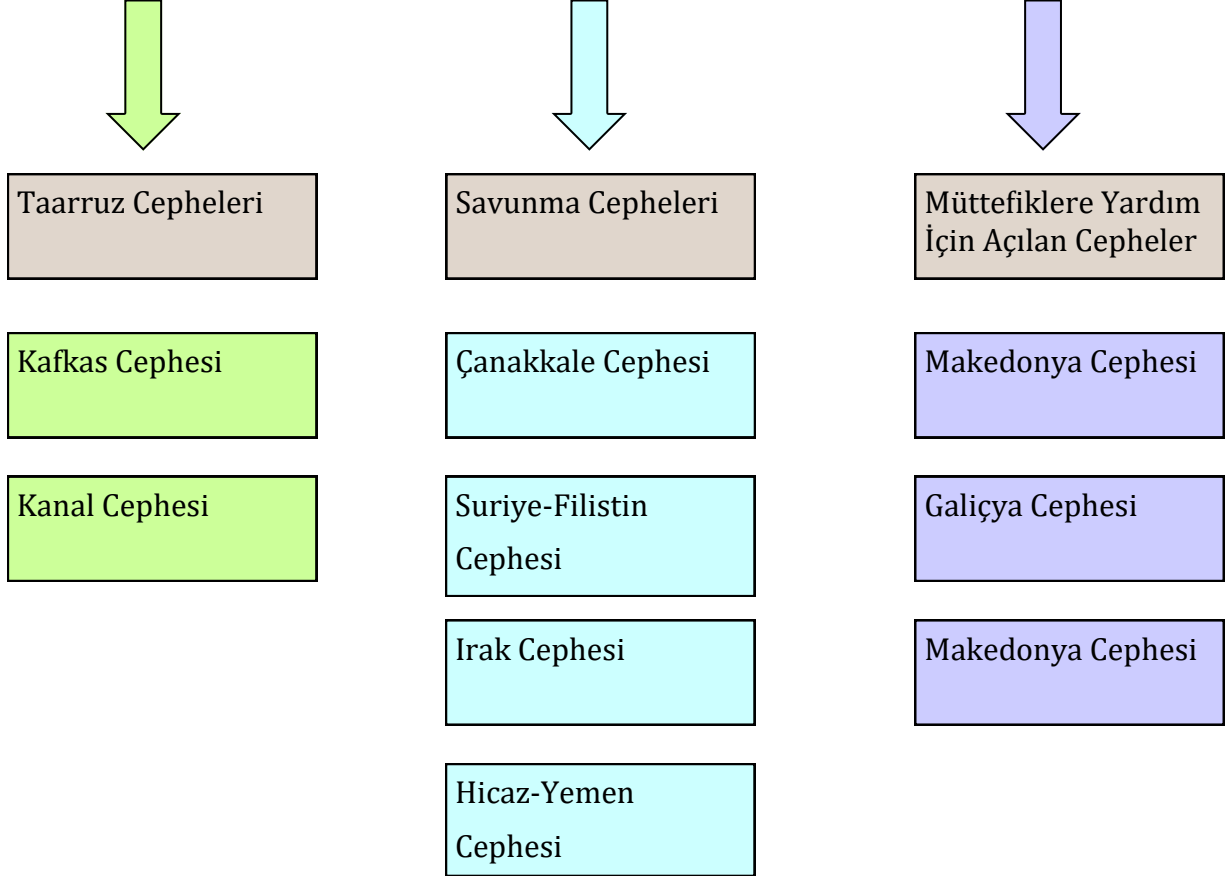 Taarruz Cepheleri
Savunma Cepheleri
Müttefiklere Yardım
İçin Açılan Cepheler
Kafkas Cephesi
Çanakkale Cephesi
Makedonya Cephesi
Kanal Cephesi
Suriye-Filistin
Cephesi
Galiçya Cephesi
Irak Cephesi
Makedonya Cephesi
Hicaz-Yemen
Cephesi